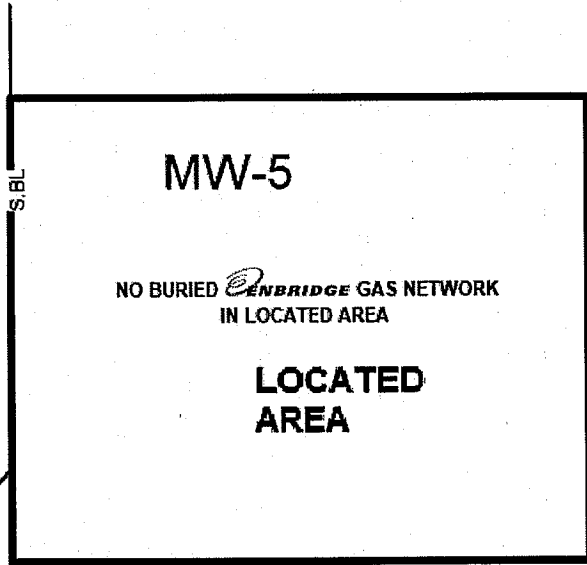 MW-5
S.BL
NO BURIED ENBRIDGE GAS NETWORK
IN LOCATED AREA
LOCATED
AREA